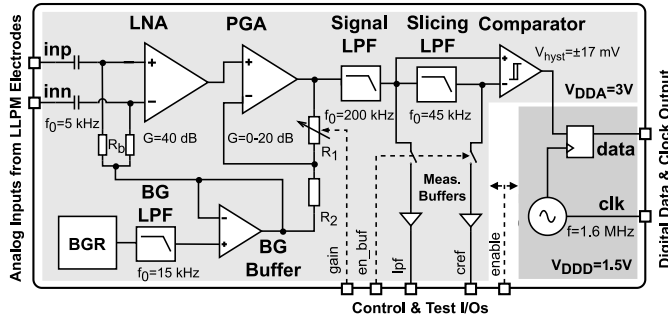 LNA PGA Signal LPF Slicing LPF Comparator
inp
inn
f0=5 kHz
Rb
G=40 dB
G=0-20 dB
R1
f0=200 kHz
f0=45 kHz
Vhyst=±17 mV
VDDA=3V
data
clk
f=1.6 MHz
VDDD=1.5V
Meas. Buffers
BG LPF
R2
BGR
f0=15 kHz
BG Buffer
gain
en_buf
lpf
cref
enable
Control & Test I/Os
Analog Inputs from LLPM Electrodes
Digital Data & Clock Output